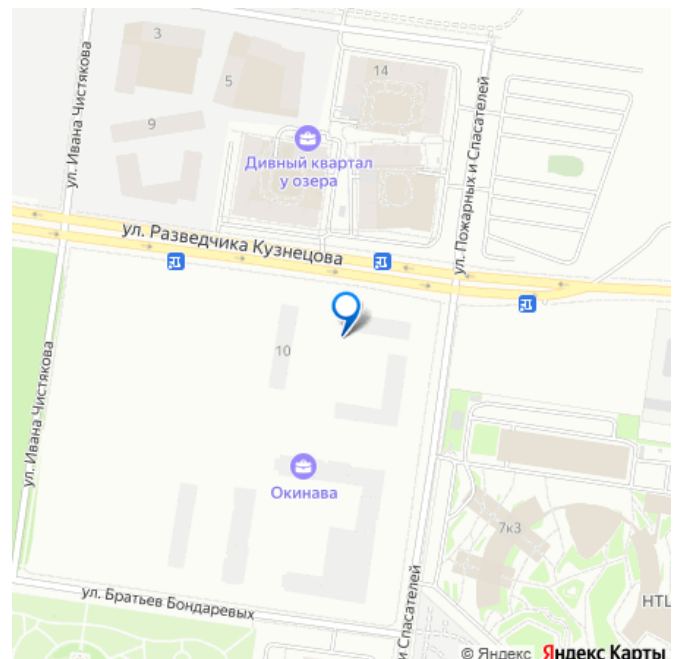 3
5
14
9
ул. Ивана Чистякова
Дивный квартал
у озера
ул. Пожарных и Спасателей
ул. Разведчика Кузнецова
10
ул. Ивана Чистякова
Окинава
7к3
ул. Братьев Бондаревых
и Спасателей
НТЦ
© Яндекс Яндекс Карты